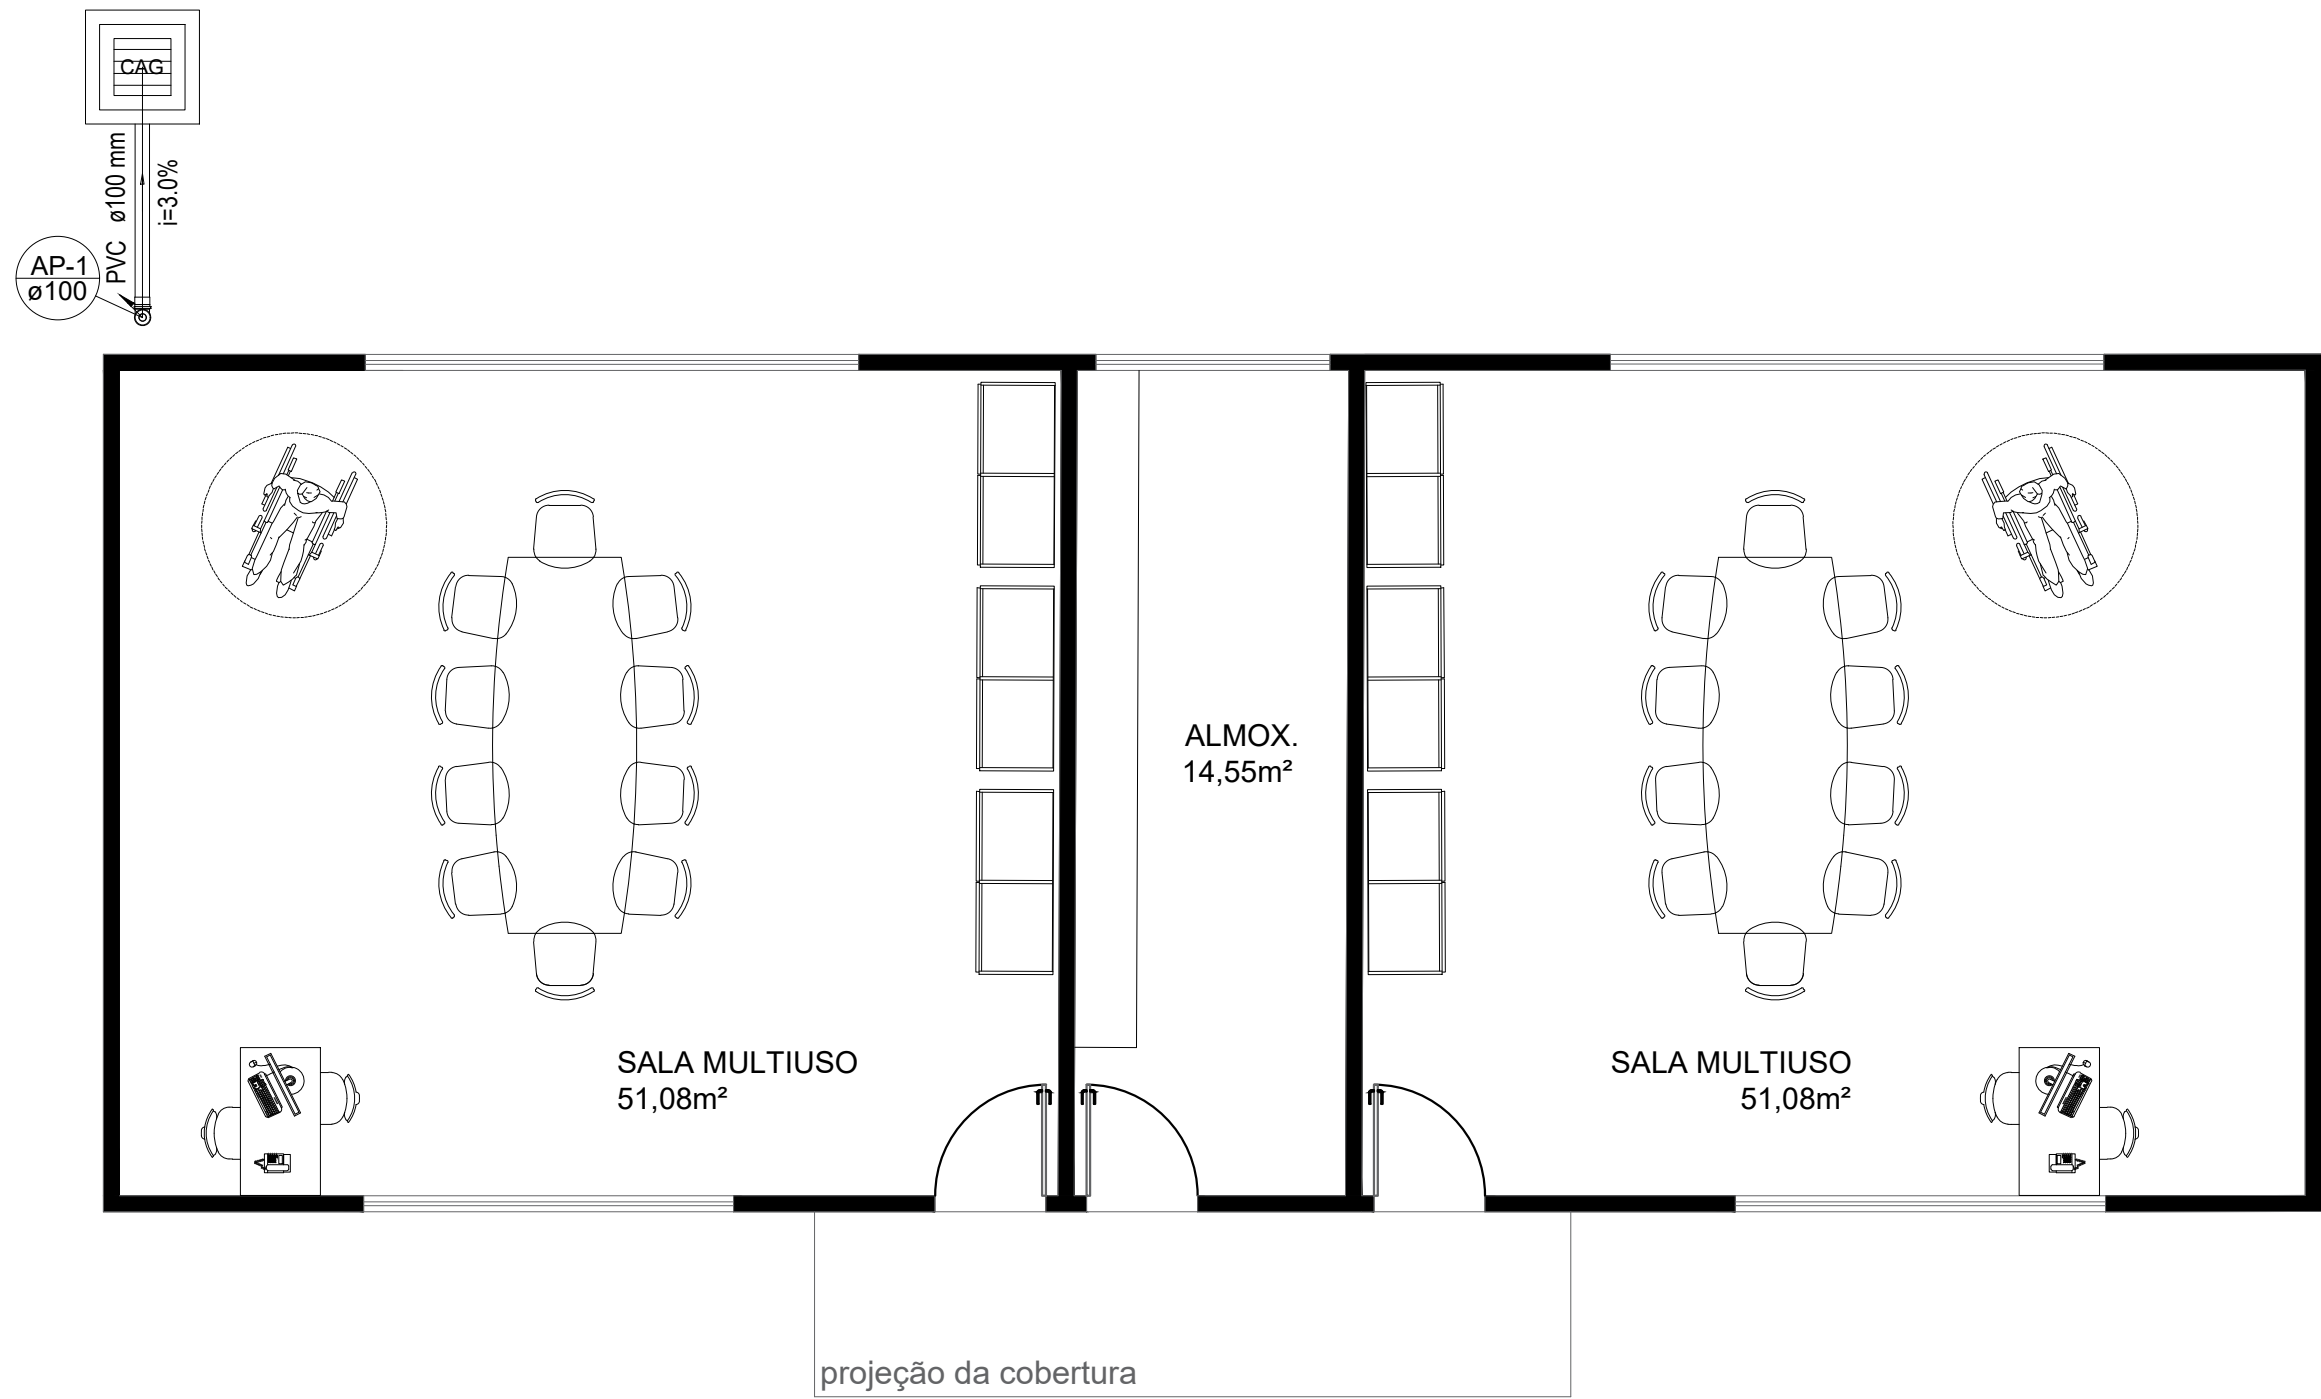 CAG
PVC ø100 mm
i=3.0%
AP-1
ø100
ALMOX.
14,55m²
SALA MULTIUSO
51,08m²
SALA MULTIUSO
51,08m²
projeção da cobertura